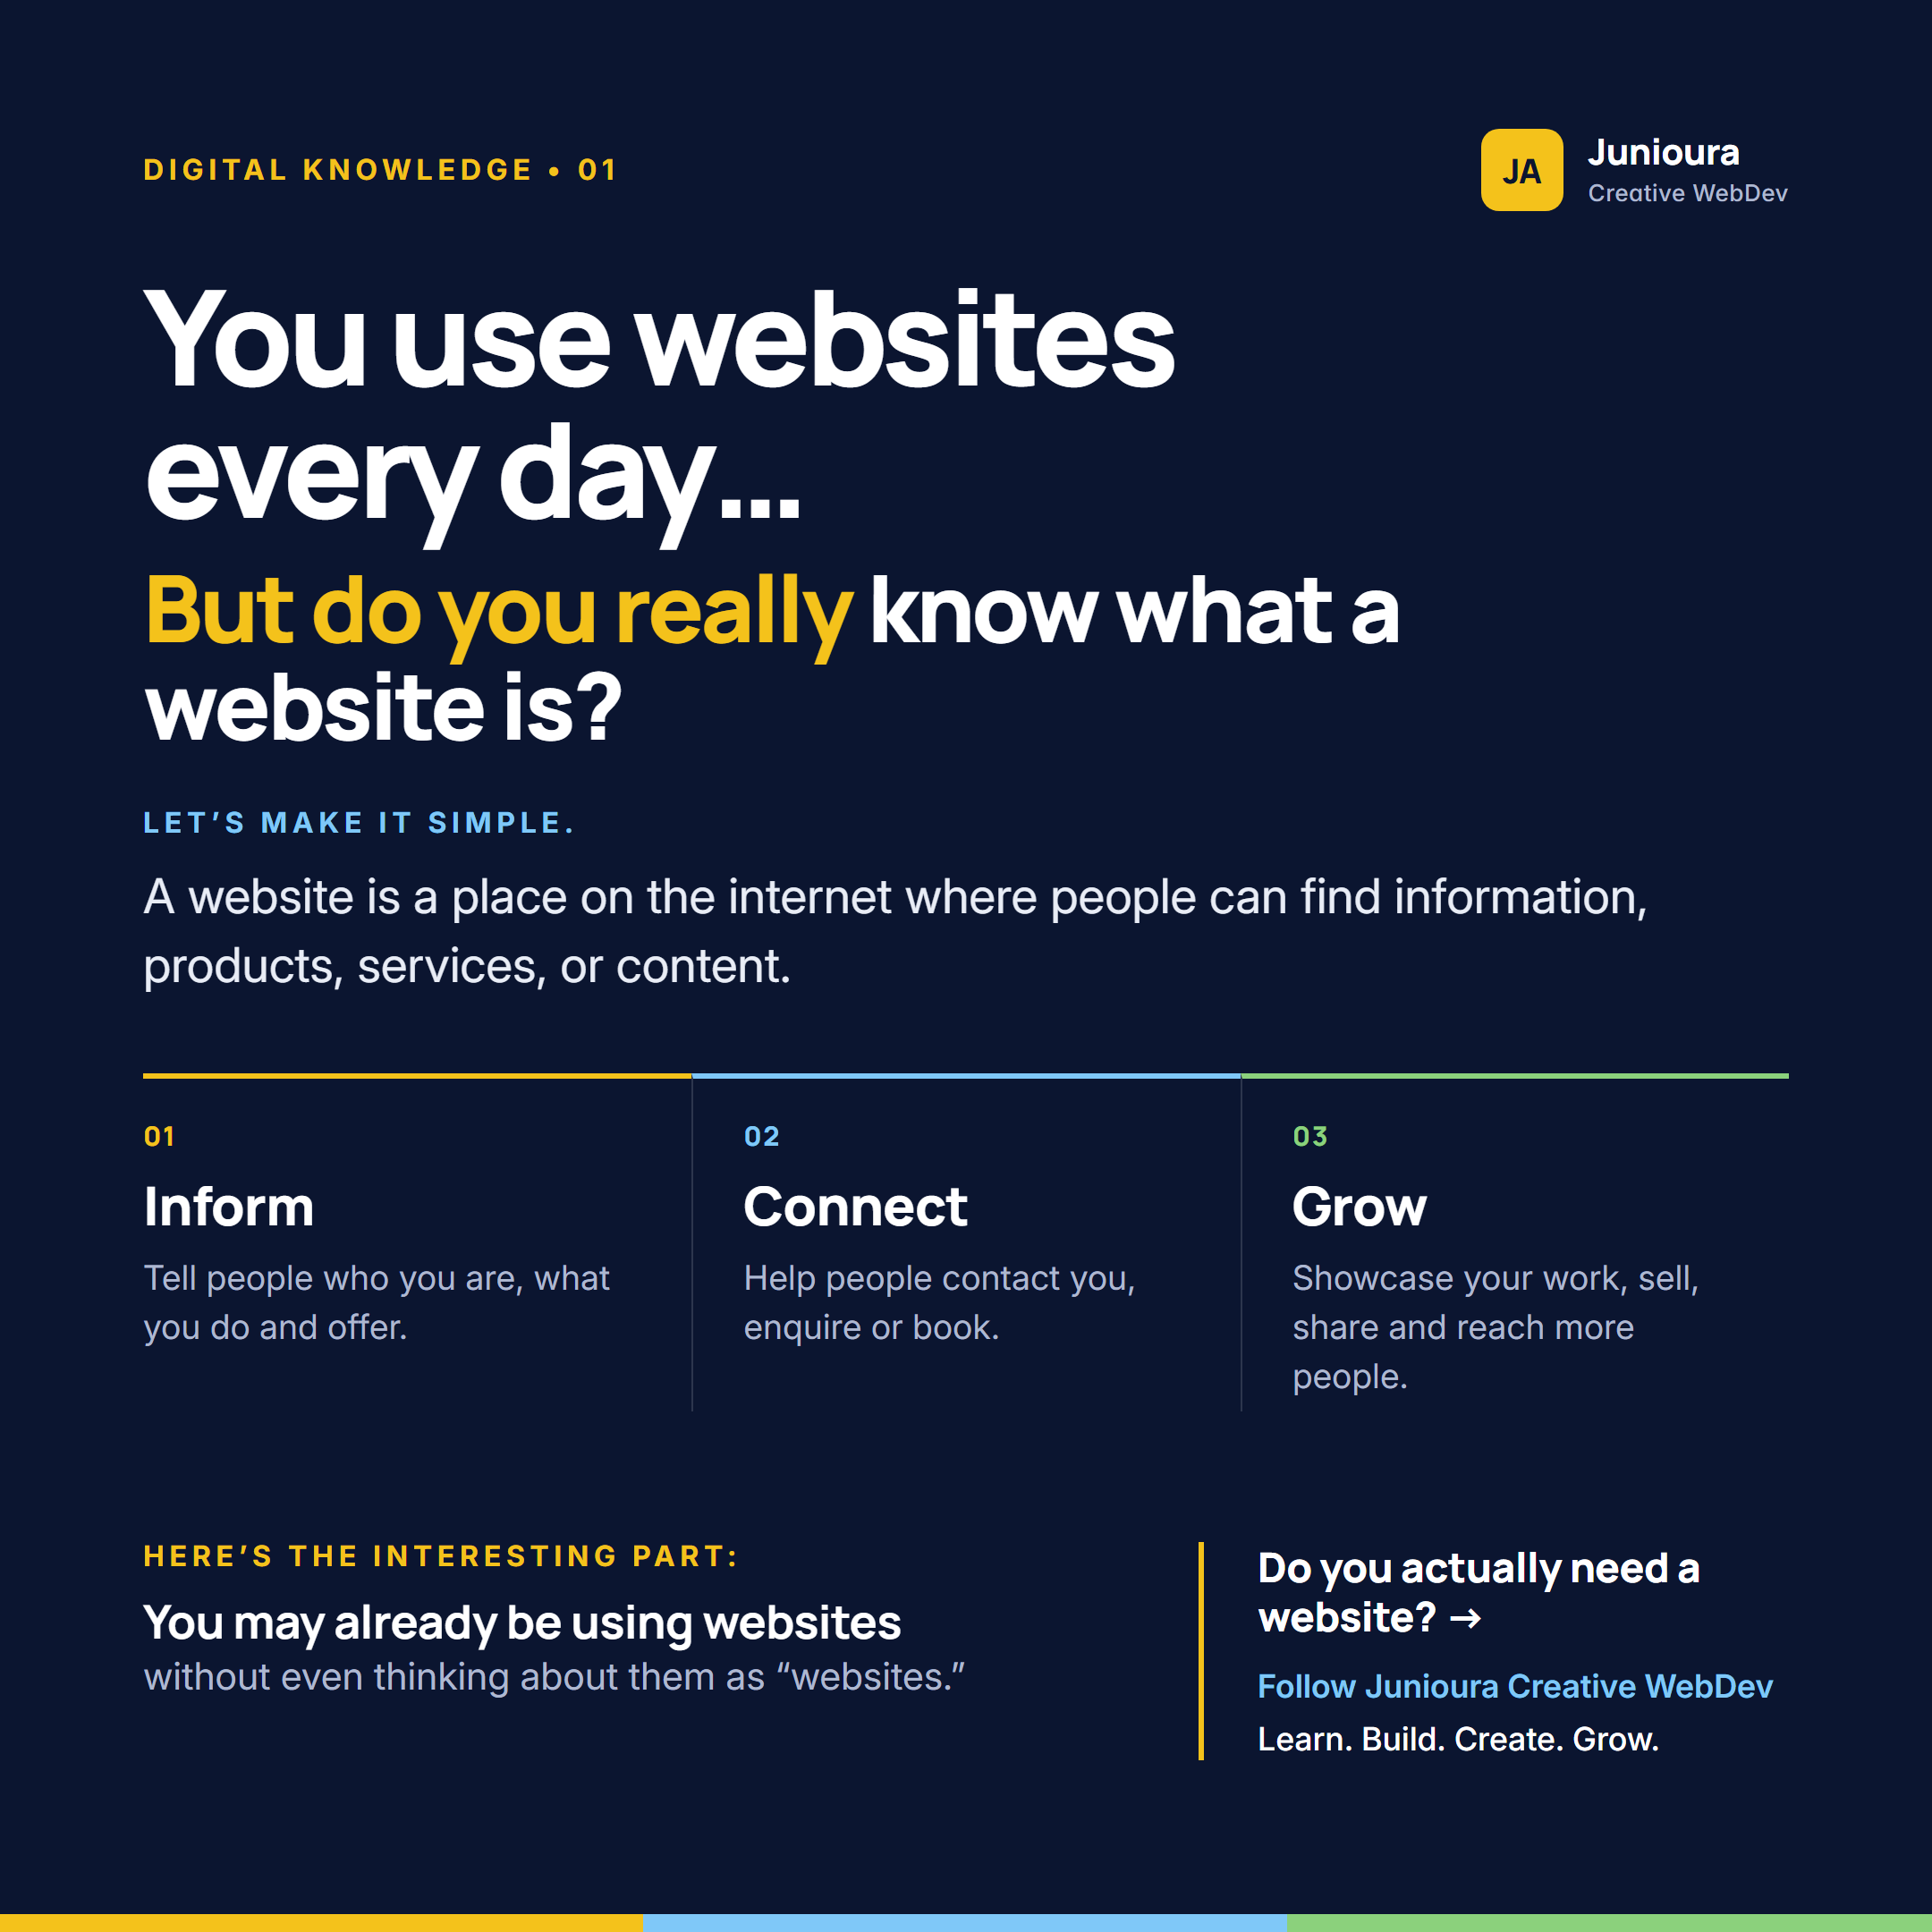 DIGITAL KNOWLEDGE • 01
JA
Junioura
Creative WebDev
You use websites
every day...
But do you really know what a
website is?
LET’S MAKE IT SIMPLE.
A website is a place on the internet where people can find information,
products, services, or content.
01
Inform
Tell people who you are, what
you do and offer.
02
Connect
Help people contact you,
enquire or book.
03
Grow
Showcase your work, sell,
share and reach more
people.
HERE’S THE INTERESTING PART:
You may already be using websites
without even thinking about them as “websites.”
Do you actually need a
website? →
Follow Junioura Creative WebDev
Learn. Build. Create. Grow.